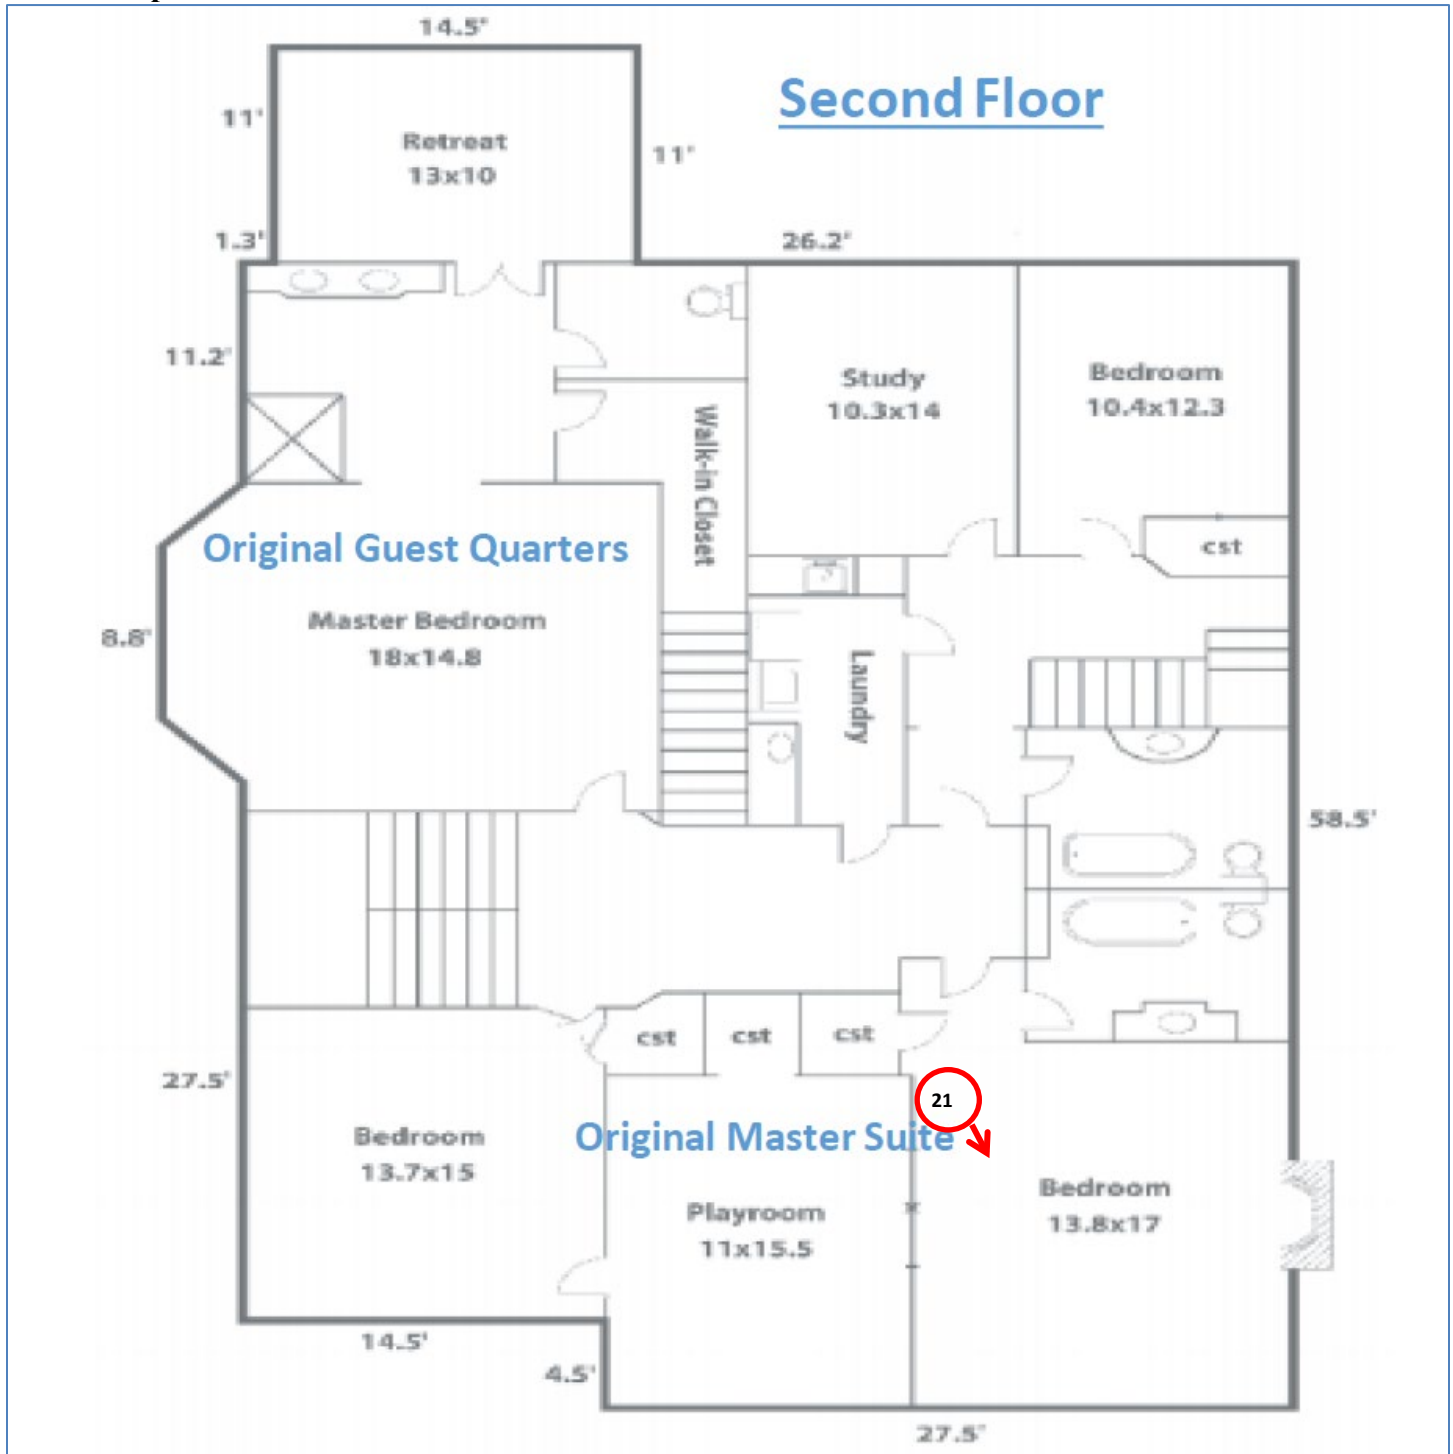 14.5'
Second Floor
11'
Retreat
13x10
11'
1.3'
26.2'
11.2'
Study
10.3x14
Bedroom
10.4x12.3
Walk-in Closet
Original Guest Quarters
cst
Master Bedroom
18x14.8
8.8'
Laundry
58.5'
cst
cst
cst
27.5'
21
Original Master Suite
Bedroom
13.7x15
Playroom
11x15.5
Bedroom
13.8x17
14.5'
4.5'
27.5'